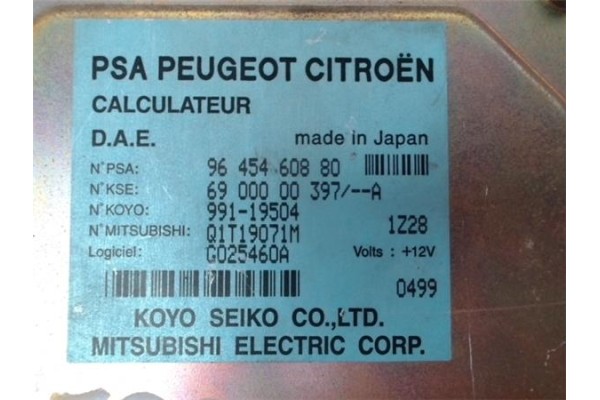 PSA PEUGEOT CITROËN
CALCULATEUR
D.A.E. made in Japan
N°PSA: 96 454 608 80
N°KSE: 69 000 00 397/--A
N°KOYO: 991-19504
N°MITSUBISHI: Q1T19071M 1Z28
Logiciel: G025460A Volts : +12V
0499
KOYO SEIKO CO.,LTD.
MITSUBISHI ELECTRIC CORP.